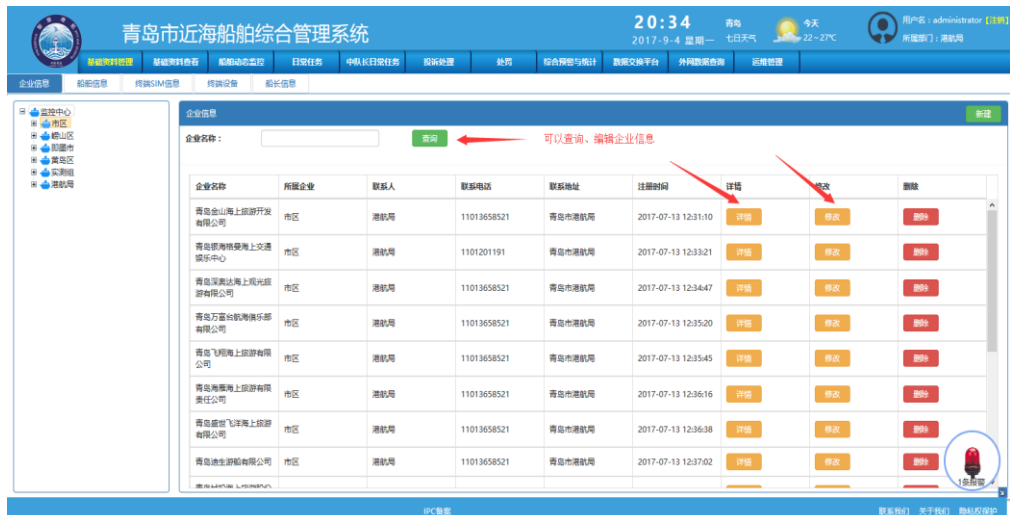 青岛市近海船舶综合管理系统
20:34
2017-9-4 星期一
青岛
七日天气
今天
22~27℃
用户名：administrator【注销】
所属部门：港航局
基础资料管理 基础资料查看 船舶动态监控 日常任务 中队长日常任务 投诉处理 处罚 综合预警与统计 数据交换平台 外网数据查询 运维管理
企业信息 船舶信息 终端SIM信息 终端设备 船长信息
监控中心
市区
崂山区
即墨市
黄岛区
实测组
港航局
企业信息 新建
企业名称： 查询 可以查询、编辑企业信息
企业名称 所属企业 联系人 联系电话 联系地址 注册时间 详情 修改 删除
青岛金山海上旅游开发
有限公司 市区 港航局 11013658521 青岛市港航局 2017-07-13 12:31:10 详情 修改 删除
青岛银海格曼海上交通
娱乐中心 市区 港航局 1101201191 青岛市港航局 2017-07-13 12:33:21 详情 修改 删除
青岛深奥达海上观光旅
游有限公司 市区 港航局 11013658521 青岛市港航局 2017-07-13 12:34:47 详情 修改 删除
青岛万富台航海俱乐部
有限公司 市区 港航局 11013658521 青岛市港航局 2017-07-13 12:35:20 详情 修改 删除
青岛飞翔海上旅游有限
公司 市区 港航局 11013658521 青岛市港航局 2017-07-13 12:35:45 详情 修改 删除
青岛海雁海上旅游有限
责任公司 市区 港航局 11013658521 青岛市港航局 2017-07-13 12:36:16 详情 修改 删除
青岛盛世飞洋海上旅游
有限公司 市区 港航局 11013658521 青岛市港航局 2017-07-13 12:36:38 详情 修改 删除
青岛迪生游船有限公司 市区 港航局 11013658521 青岛市港航局 2017-07-13 12:37:02 详情 修改 删除
1条报警
IPC备案
联系我们 关于我们 隐私权保护